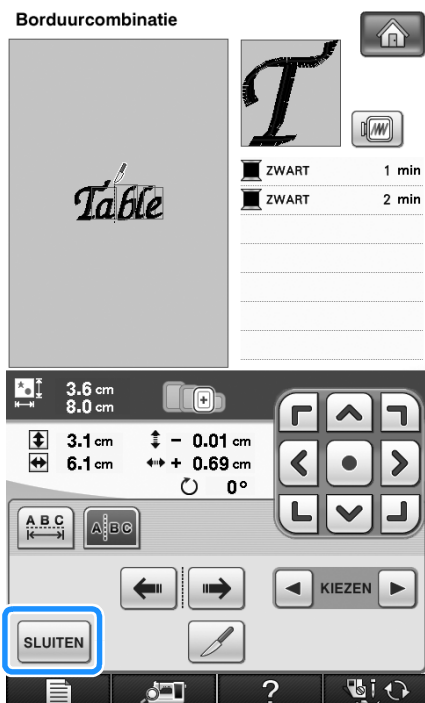 Borduurcombinatie
T
ZWART 1 min
ZWART 2 min
Table
3.6 cm
8.0 cm
3.1 cm - 0.01 cm
6.1 cm + 0.69 cm
0°
A B C A BC
KIEZEN
SLUITEN
? i